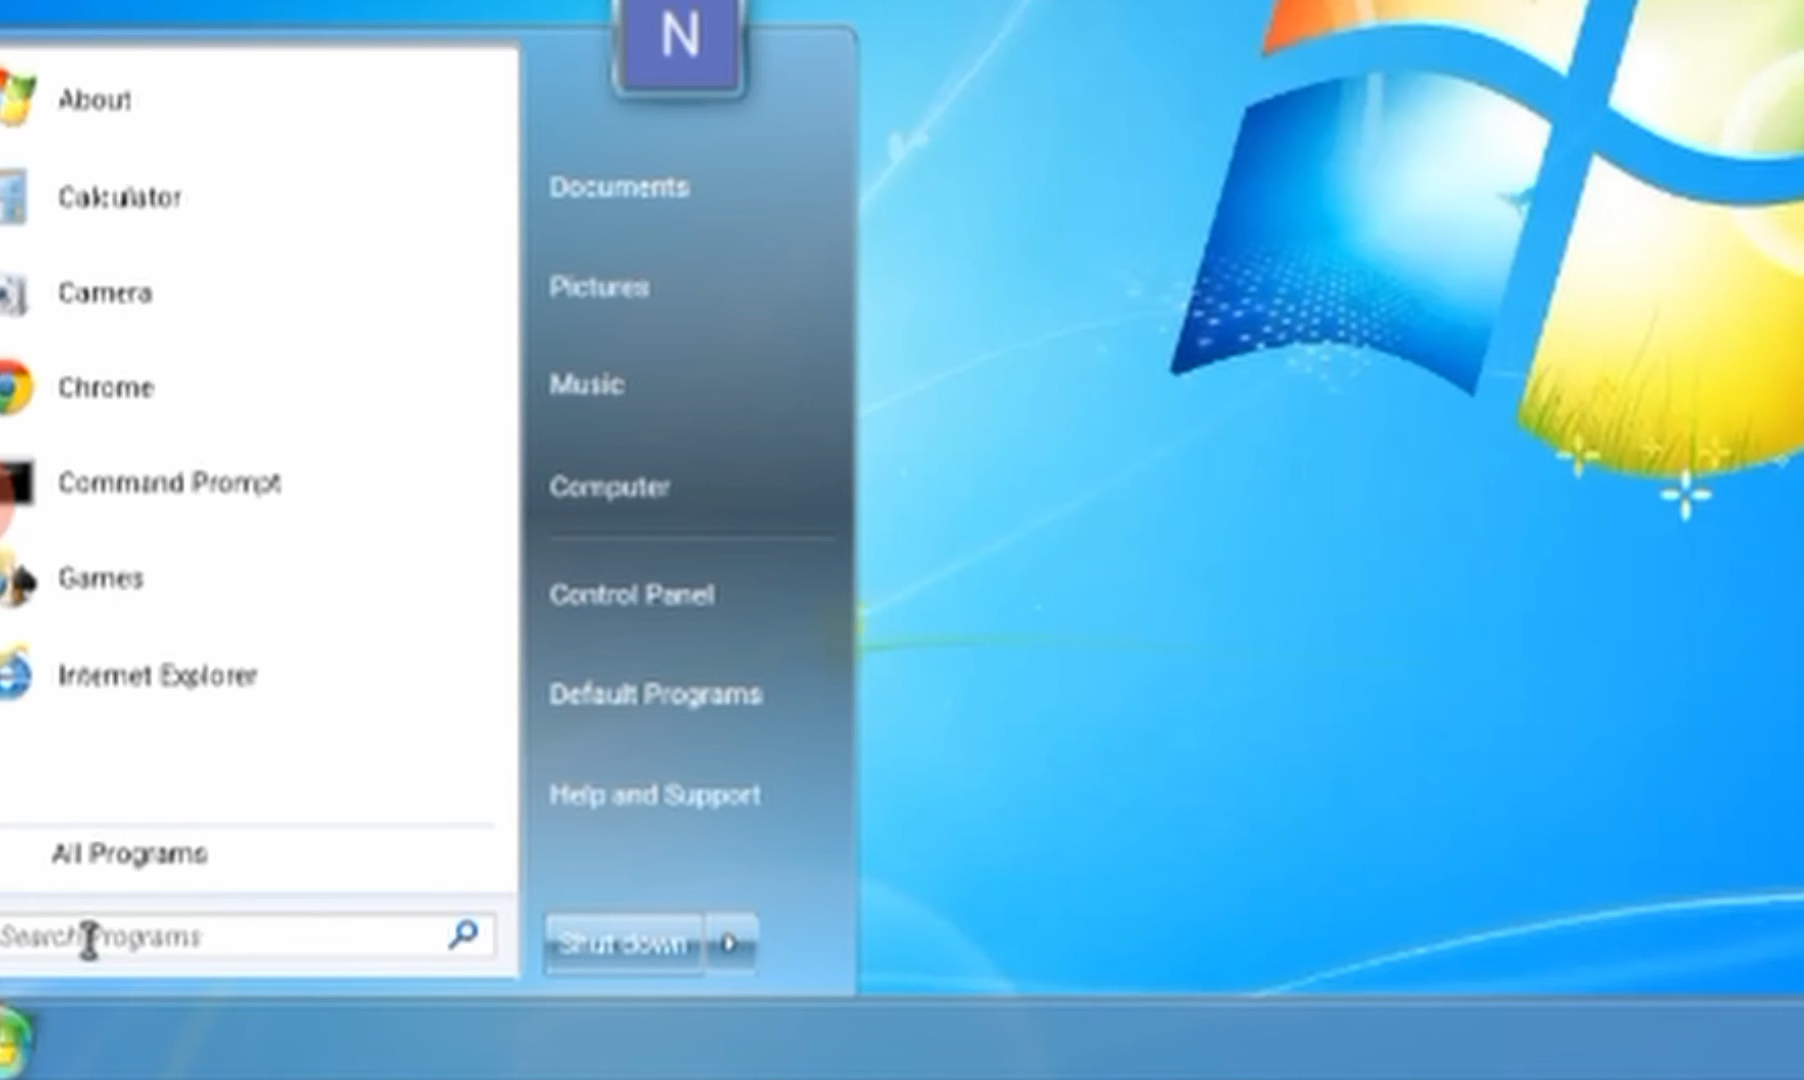 N
About
Calculator
Camera
Chrome
Command Prompt
Games
Internet Explorer
All Programs
Search Programs
Documents
Pictures
Music
Computer
Control Panel
Default Programs
Help and Support
Shut down